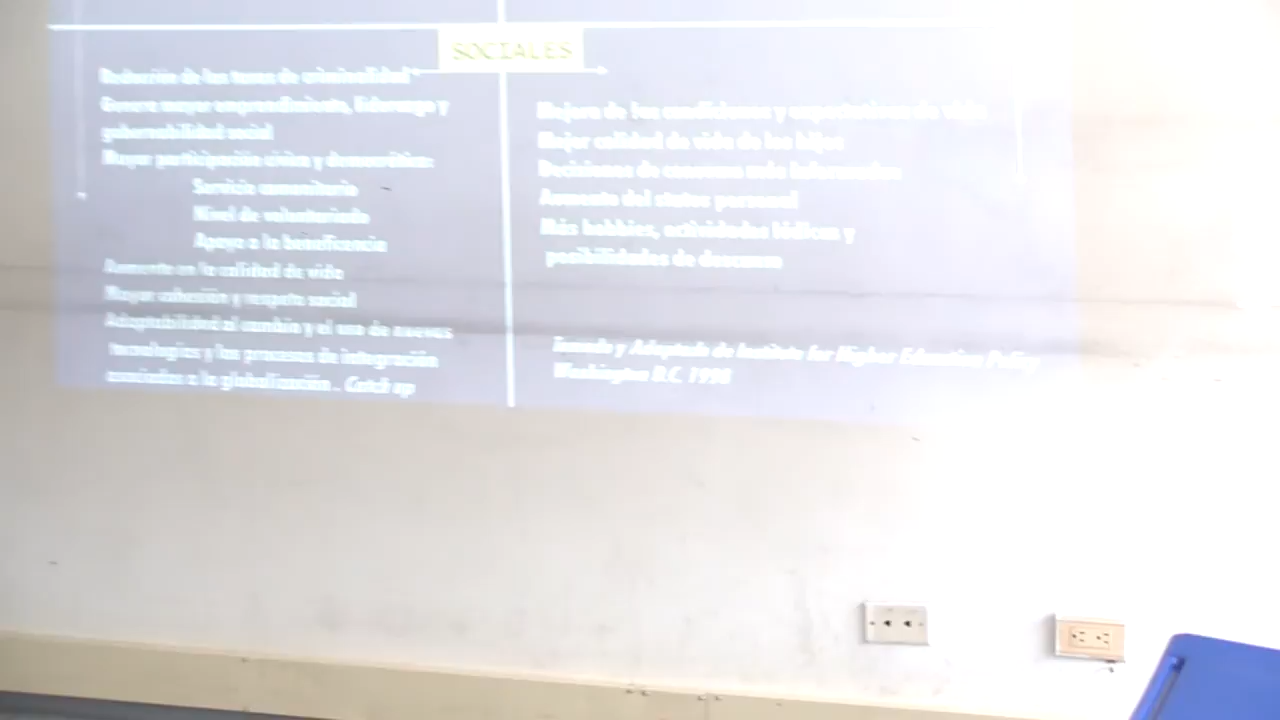 SOCIALES
Reducción de las tasas de criminalidad
Genera mayor emprendimiento, liderazgo y
gobernabilidad social
Mayor participación cívica y democrática:
Servicio comunitario
Nivel de voluntariado
Apoyo a la beneficencia
Aumento en la calidad de vida
Mayor cohesión y respeto social
Adaptabilidad al cambio y el uso de nuevas
tecnologías y los procesos de integración
asociados a la globalización. Catch up
Mejora de las condiciones y expectativas de vida
Mejor calidad de vida de los hijos
Decisiones de consumo más informadas
Aumento del status personal
Más hobbies, actividades lúdicas y
posibilidades de descanso
Tomado y Adaptado de Institute for Higher Education Policy,
Washington D.C. 1998